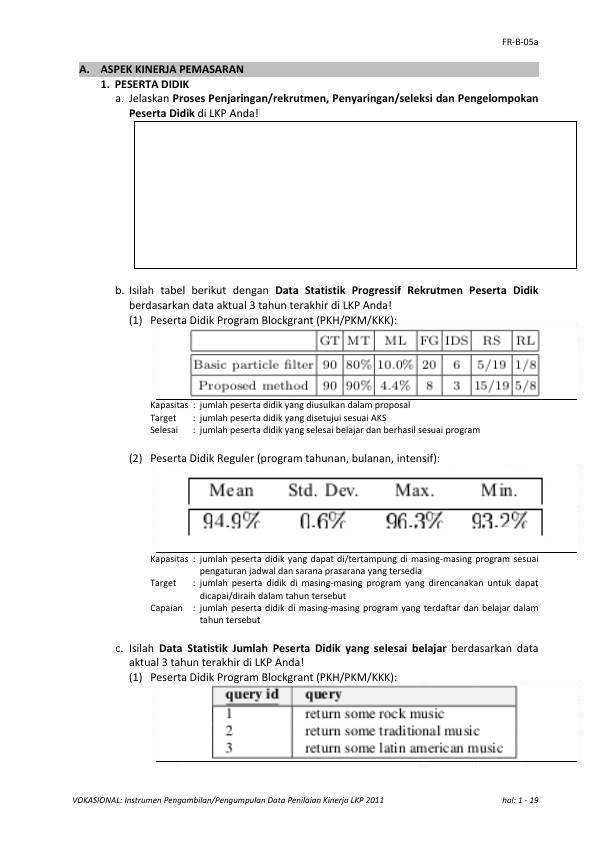 FR-B-05a
A. ASPEK KINERJA PEMASARAN
1. PESERTA DIDIK
a. Jelaskan Proses Penjaringan/rekrutmen, Penyaringan/seleksi dan Pengelompokan
Peserta Didik di LKP Anda!
b. Isilah tabel berikut dengan Data Statistik Progressif Rekrutmen Peserta Didik
berdasarkan data aktual 3 tahun terakhir di LKP Anda!
(1) Peserta Didik Program Blockgrant (PKH/PKM/KKK):
GT MT ML FG IDS RS RL
Basic particle filter 90 80% 10.0% 20 6 5/19 1/8
Proposed method 90 90% 4.4% 8 3 15/19 5/8
Kapasitas : jumlah peserta didik yang diusulkan dalam proposal
Target : jumlah peserta didik yang disetujui sesuai AKS
Selesai : jumlah peserta didik yang selesai belajar dan berhasil sesuai program
(2) Peserta Didik Reguler (program tahunan, bulanan, intensif):
Mean Std. Dev. Max. Min.
94.9% 0.6% 96.3% 93.2%
Kapasitas : jumlah peserta didik yang dapat di/tertampung di masing-masing program sesuai
pengaturan jadwal dan sarana prasarana yang tersedia
Target : jumlah peserta didik di masing-masing program yang direncanakan untuk dapat
dicapai/diraih dalam tahun tersebut
Capaian : jumlah peserta didik di masing-masing program yang terdaftar dan belajar dalam
tahun tersebut
c. Isilah Data Statistik Jumlah Peserta Didik yang selesai belajar berdasarkan data
aktual 3 tahun terakhir di LKP Anda!
(1) Peserta Didik Program Blockgrant (PKH/PKM/KKK):
query id query
1 return some rock music
2 return some traditional music
3 return some latin american music
VOKASIONAL: Instrumen Pengambilan/Pengumpulan Data Penilaian Kinerja LKP 2011 hal: 1 - 19